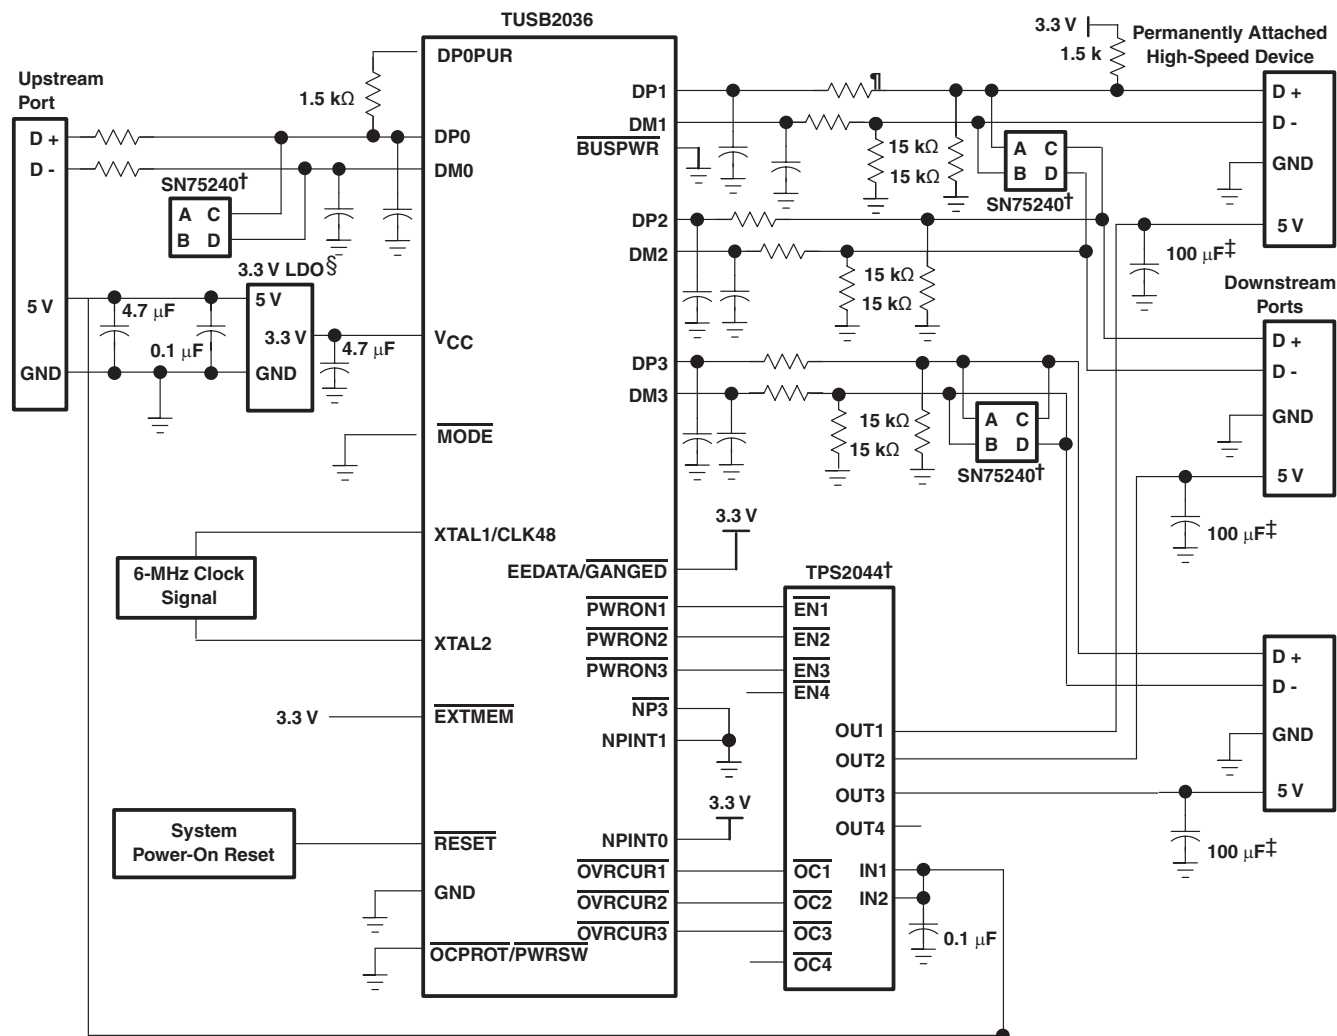 TUSB2036
Upstream
Port
D +
D -
5 V
GND
1.5 kΩ
SN75240†
A C
B D
3.3 V LDO§
5 V
3.3 V
GND
4.7 µF
0.1 µF
4.7 µF
6-MHz Clock
Signal
3.3 V
System
Power-On Reset
DP0PUR
DP0
DM0
VCC
MODE
XTAL1/CLK48
XTAL2
EXTMEM
RESET
GND
OCPROT/PWRSW
DP1
DM1
BUSPWR
DP2
DM2
DP3
DM3
EEDATA/GANGED
PWRON1
PWRON2
PWRON3
NP3
NPINT1
NPINT0
OVRCUR1
OVRCUR2
OVRCUR3
¶
15 kΩ
15 kΩ
A C
B D
SN75240†
15 kΩ
15 kΩ
15 kΩ
15 kΩ
A C
B D
SN75240†
3.3 V
3.3 V
TPS2044†
EN1
EN2
EN3
EN4
OUT1
OUT2
OUT3
OUT4
OC1
OC2
OC3
OC4
IN1
IN2
0.1 µF
3.3 V
1.5 k
Permanently Attached
High-Speed Device
D +
D -
GND
5 V
100 µF‡
Downstream
Ports
D +
D -
GND
5 V
100 µF‡
D +
D -
GND
5 V
100 µF‡